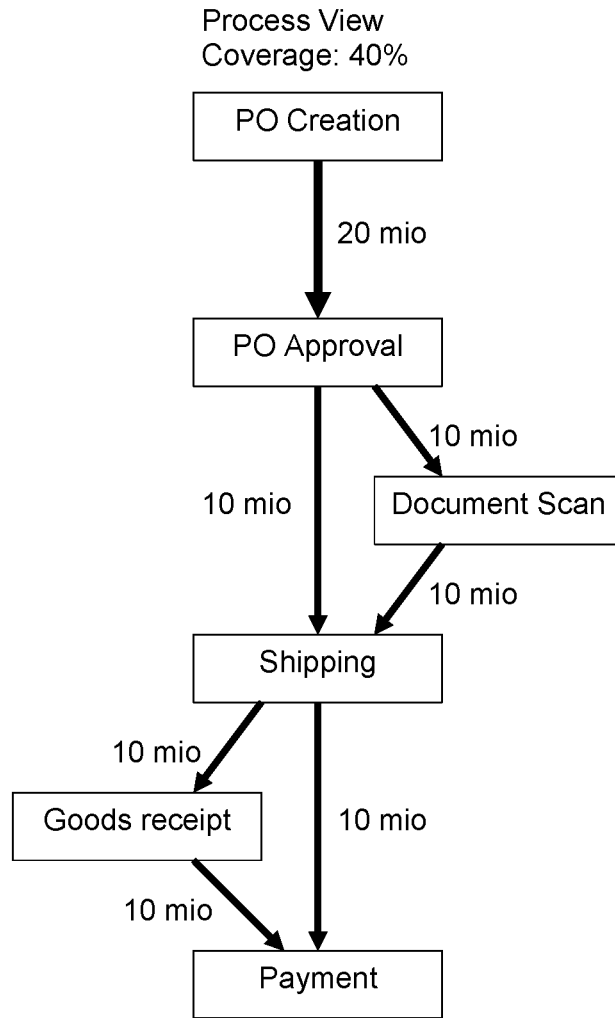 Process View
Coverage: 40%
PO Creation
20 mio
PO Approval
10 mio
10 mio
Document Scan
10 mio
Shipping
10 mio
Goods receipt
10 mio
10 mio
Payment